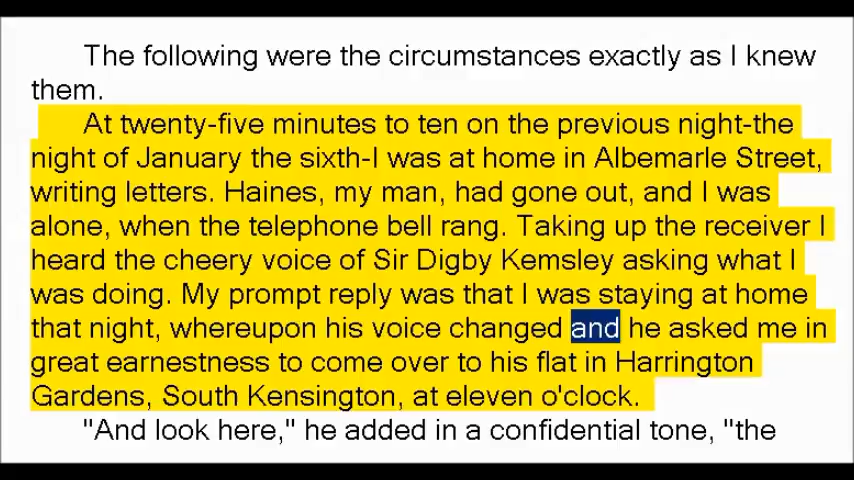 The following were the circumstances exactly as I knew
them.
At twenty-five minutes to ten on the previous night-the
night of January the sixth-I was at home in Albemarle Street,
writing letters. Haines, my man, had gone out, and I was
alone, when the telephone bell rang. Taking up the receiver I
heard the cheery voice of Sir Digby Kemsley asking what I
was doing. My prompt reply was that I was staying at home
that night, whereupon his voice changed and he asked me in
great earnestness to come over to his flat in Harrington
Gardens, South Kensington, at eleven o'clock.
"And look here," he added in a confidential tone, "the